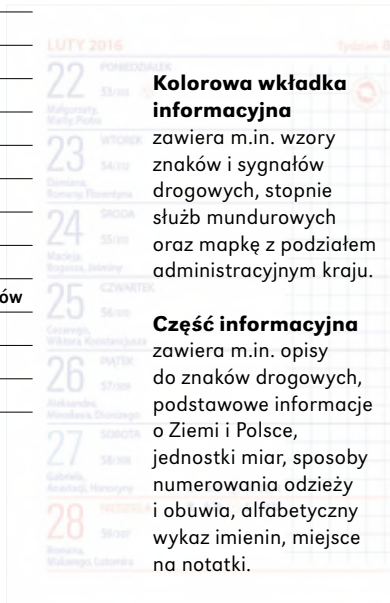 LUTY 2016 Tydzień
22 PONIEDZIAŁEK
53/313
Małgorzaty,
Marty, Piotra
23 WTOREK
54/312
Damiana,
Romany, Florentyna
24 ŚRODA
55/311
Macieja,
Bogusza, Jaśminy
25 CZWARTEK
56/310
Cezarego,
Wiktora, Konstancjusza
26 PIĄTEK
57/309
Aleksandra,
Mirosława, Dionizego
27 SOBOTA
58/308
Gabriela,
Anastazji, Honoryny
28 NIEDZIELA
59/307
Romana,
Makarego, Lutomira
ów
Kolorowa wkładka
informacyjna
zawiera m.in. wzory
znaków i sygnałów
drogowych, stopnie
służb mundurowych
oraz mapkę z podziałem
administracyjnym kraju.
Część informacyjna
zawiera m.in. opisy
do znaków drogowych,
podstawowe informacje
o Ziemi i Polsce,
jednostki miar, sposoby
numerowania odzieży
i obuwia, alfabetyczny
wykaz imienin, miejsce
na notatki.